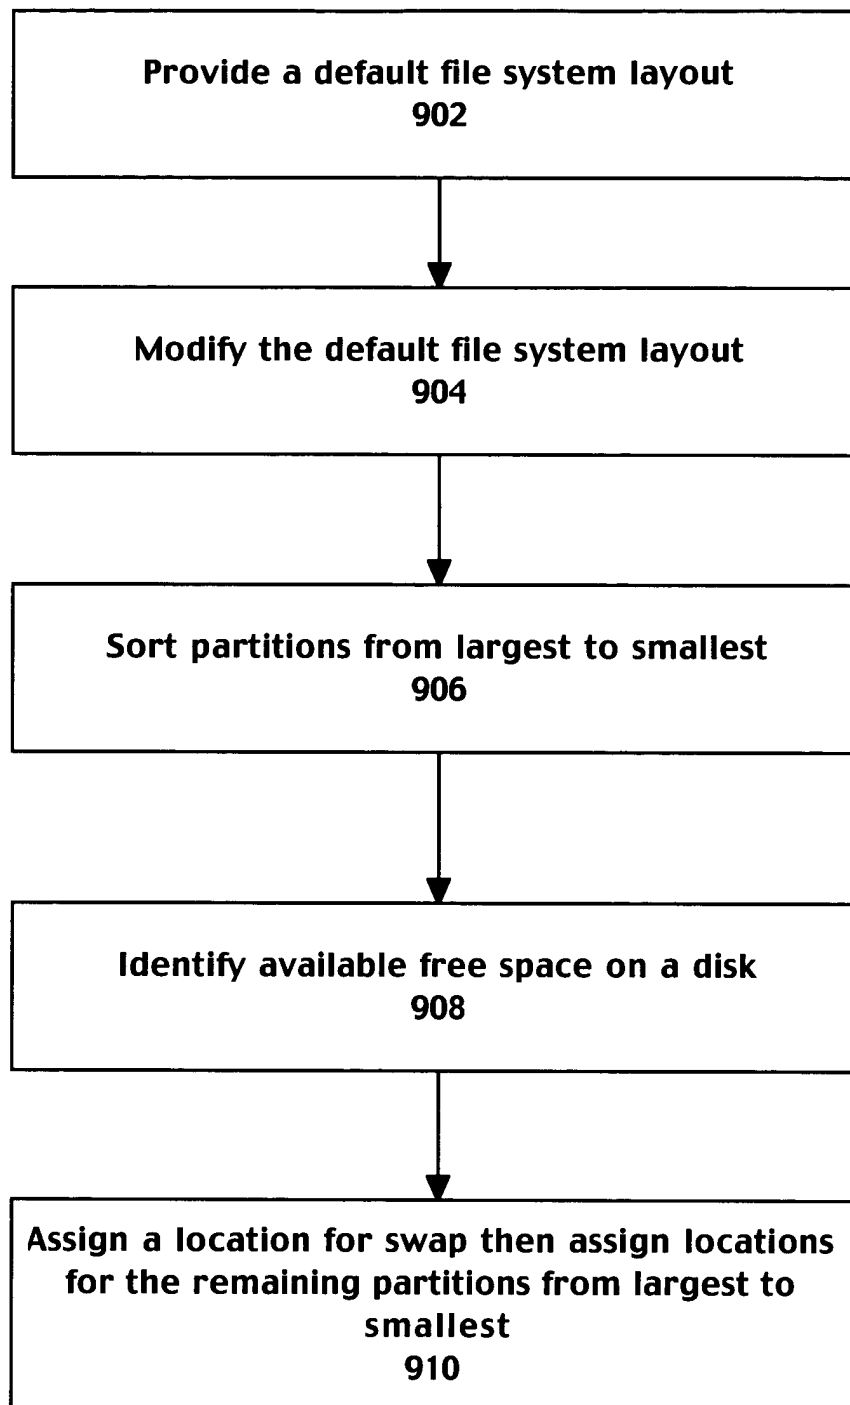 Provide a default file system layout
902
Modify the default file system layout
904
Sort partitions from largest to smallest
906
Identify available free space on a disk
908
Assign a location for swap then assign locations
for the remaining partitions from largest to
smallest
910